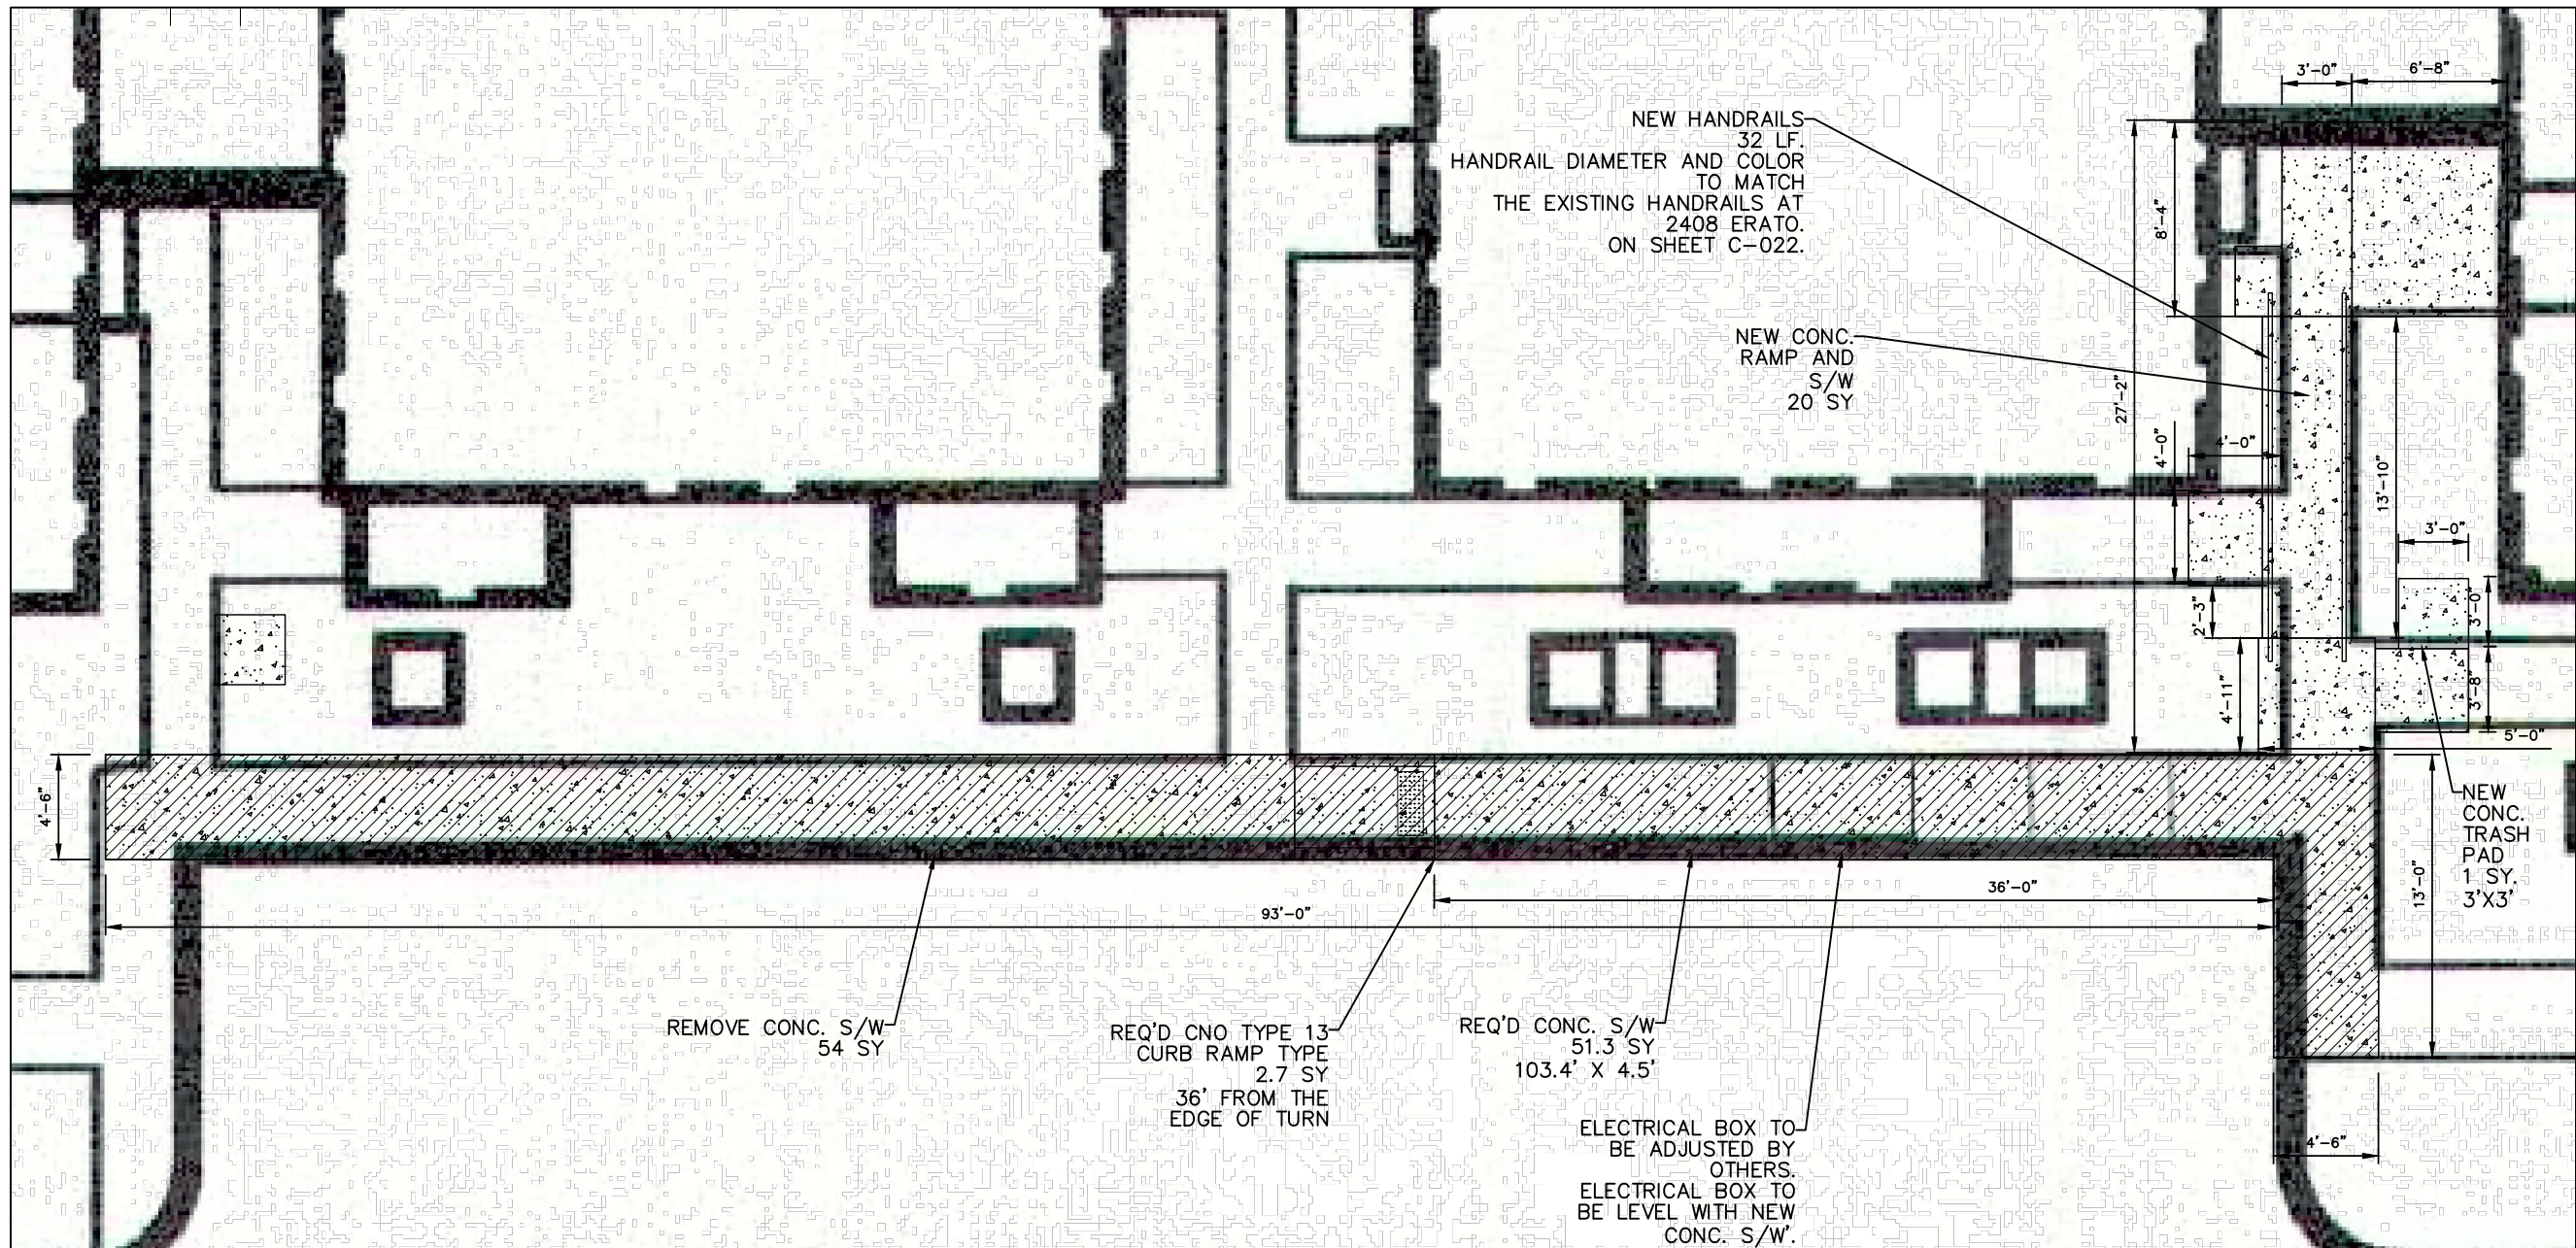 3'-0"
6'-8"
NEW HANDRAILS
32 LF.
HANDRAIL DIAMETER AND COLOR
TO MATCH
THE EXISTING HANDRAILS AT
2408 ERATO.
ON SHEET C-022.
8'-4"
NEW CONC.
RAMP AND
S/W
20 SY
27'-2"
4'-0"
4'-0"
13'-10"
3'-0"
2'-3"
3'-0"
4'-11"
3'-8"
5'-0"
4'-6"
NEW
CONC.
TRASH
PAD
1 SY.
3'X3'
13'-0"
36'-0"
93'-0"
REMOVE CONC. S/W
54 SY
REQ'D CNO TYPE 13
CURB RAMP TYPE
2.7 SY
36' FROM THE
EDGE OF TURN
REQ'D CONC. S/W
51.3 SY
103.4' X 4.5'
ELECTRICAL BOX TO
BE ADJUSTED BY
OTHERS.
ELECTRICAL BOX TO
BE LEVEL WITH NEW
CONC. S/W'.
4'-6"